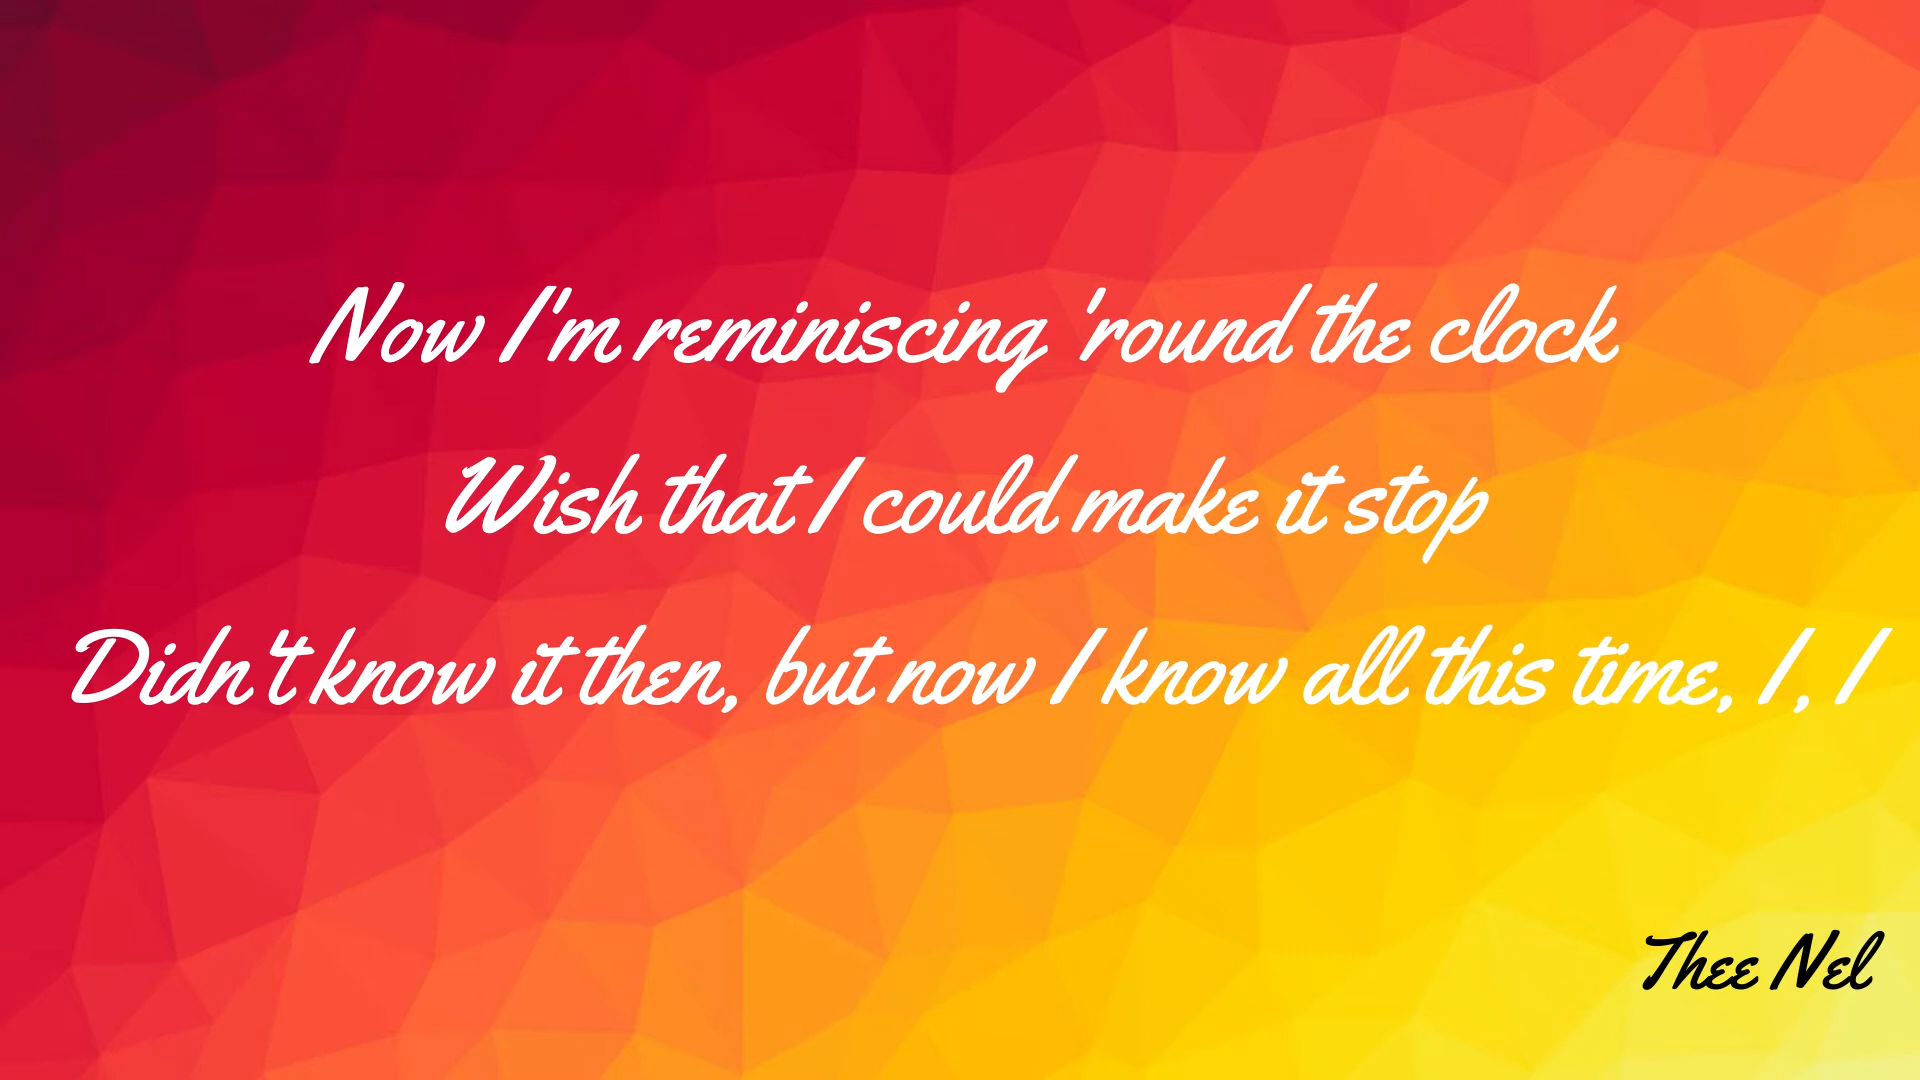 Now I'm reminiscing 'round the clock
Wish that I could make it stop
Didn't know it then, but now I know all this time, I, I
Thee Nel